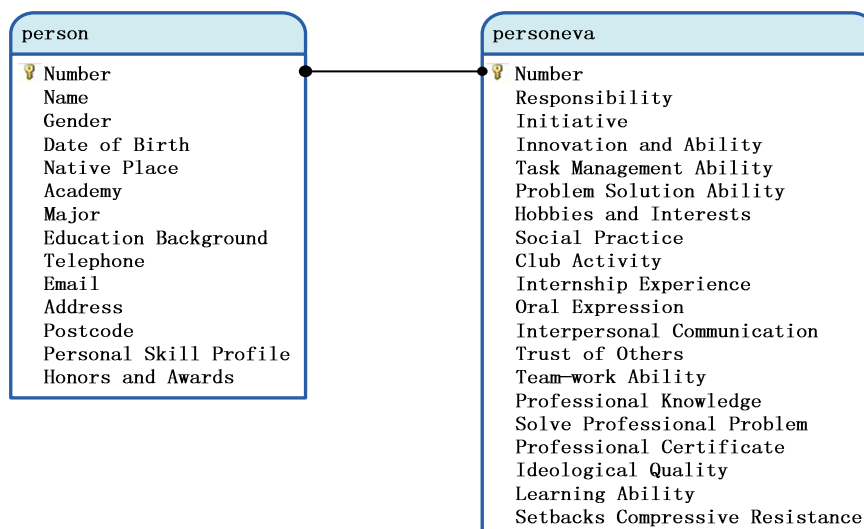 person
Number
Name
Gender
Date of Birth
Native Place
Academy
Major
Education Background
Telephone
Email
Address
Postcode
Personal Skill Profile
Honors and Awards
personeva
Number
Responsibility
Initiative
Innovation and Ability
Task Management Ability
Problem Solution Ability
Hobbies and Interests
Social Practice
Club Activity
Internship Experience
Oral Expression
Interpersonal Communication
Trust of Others
Team-work Ability
Professional Knowledge
Solve Professional Problem
Professional Certificate
Ideological Quality
Learning Ability
Setbacks Compressive Resistance